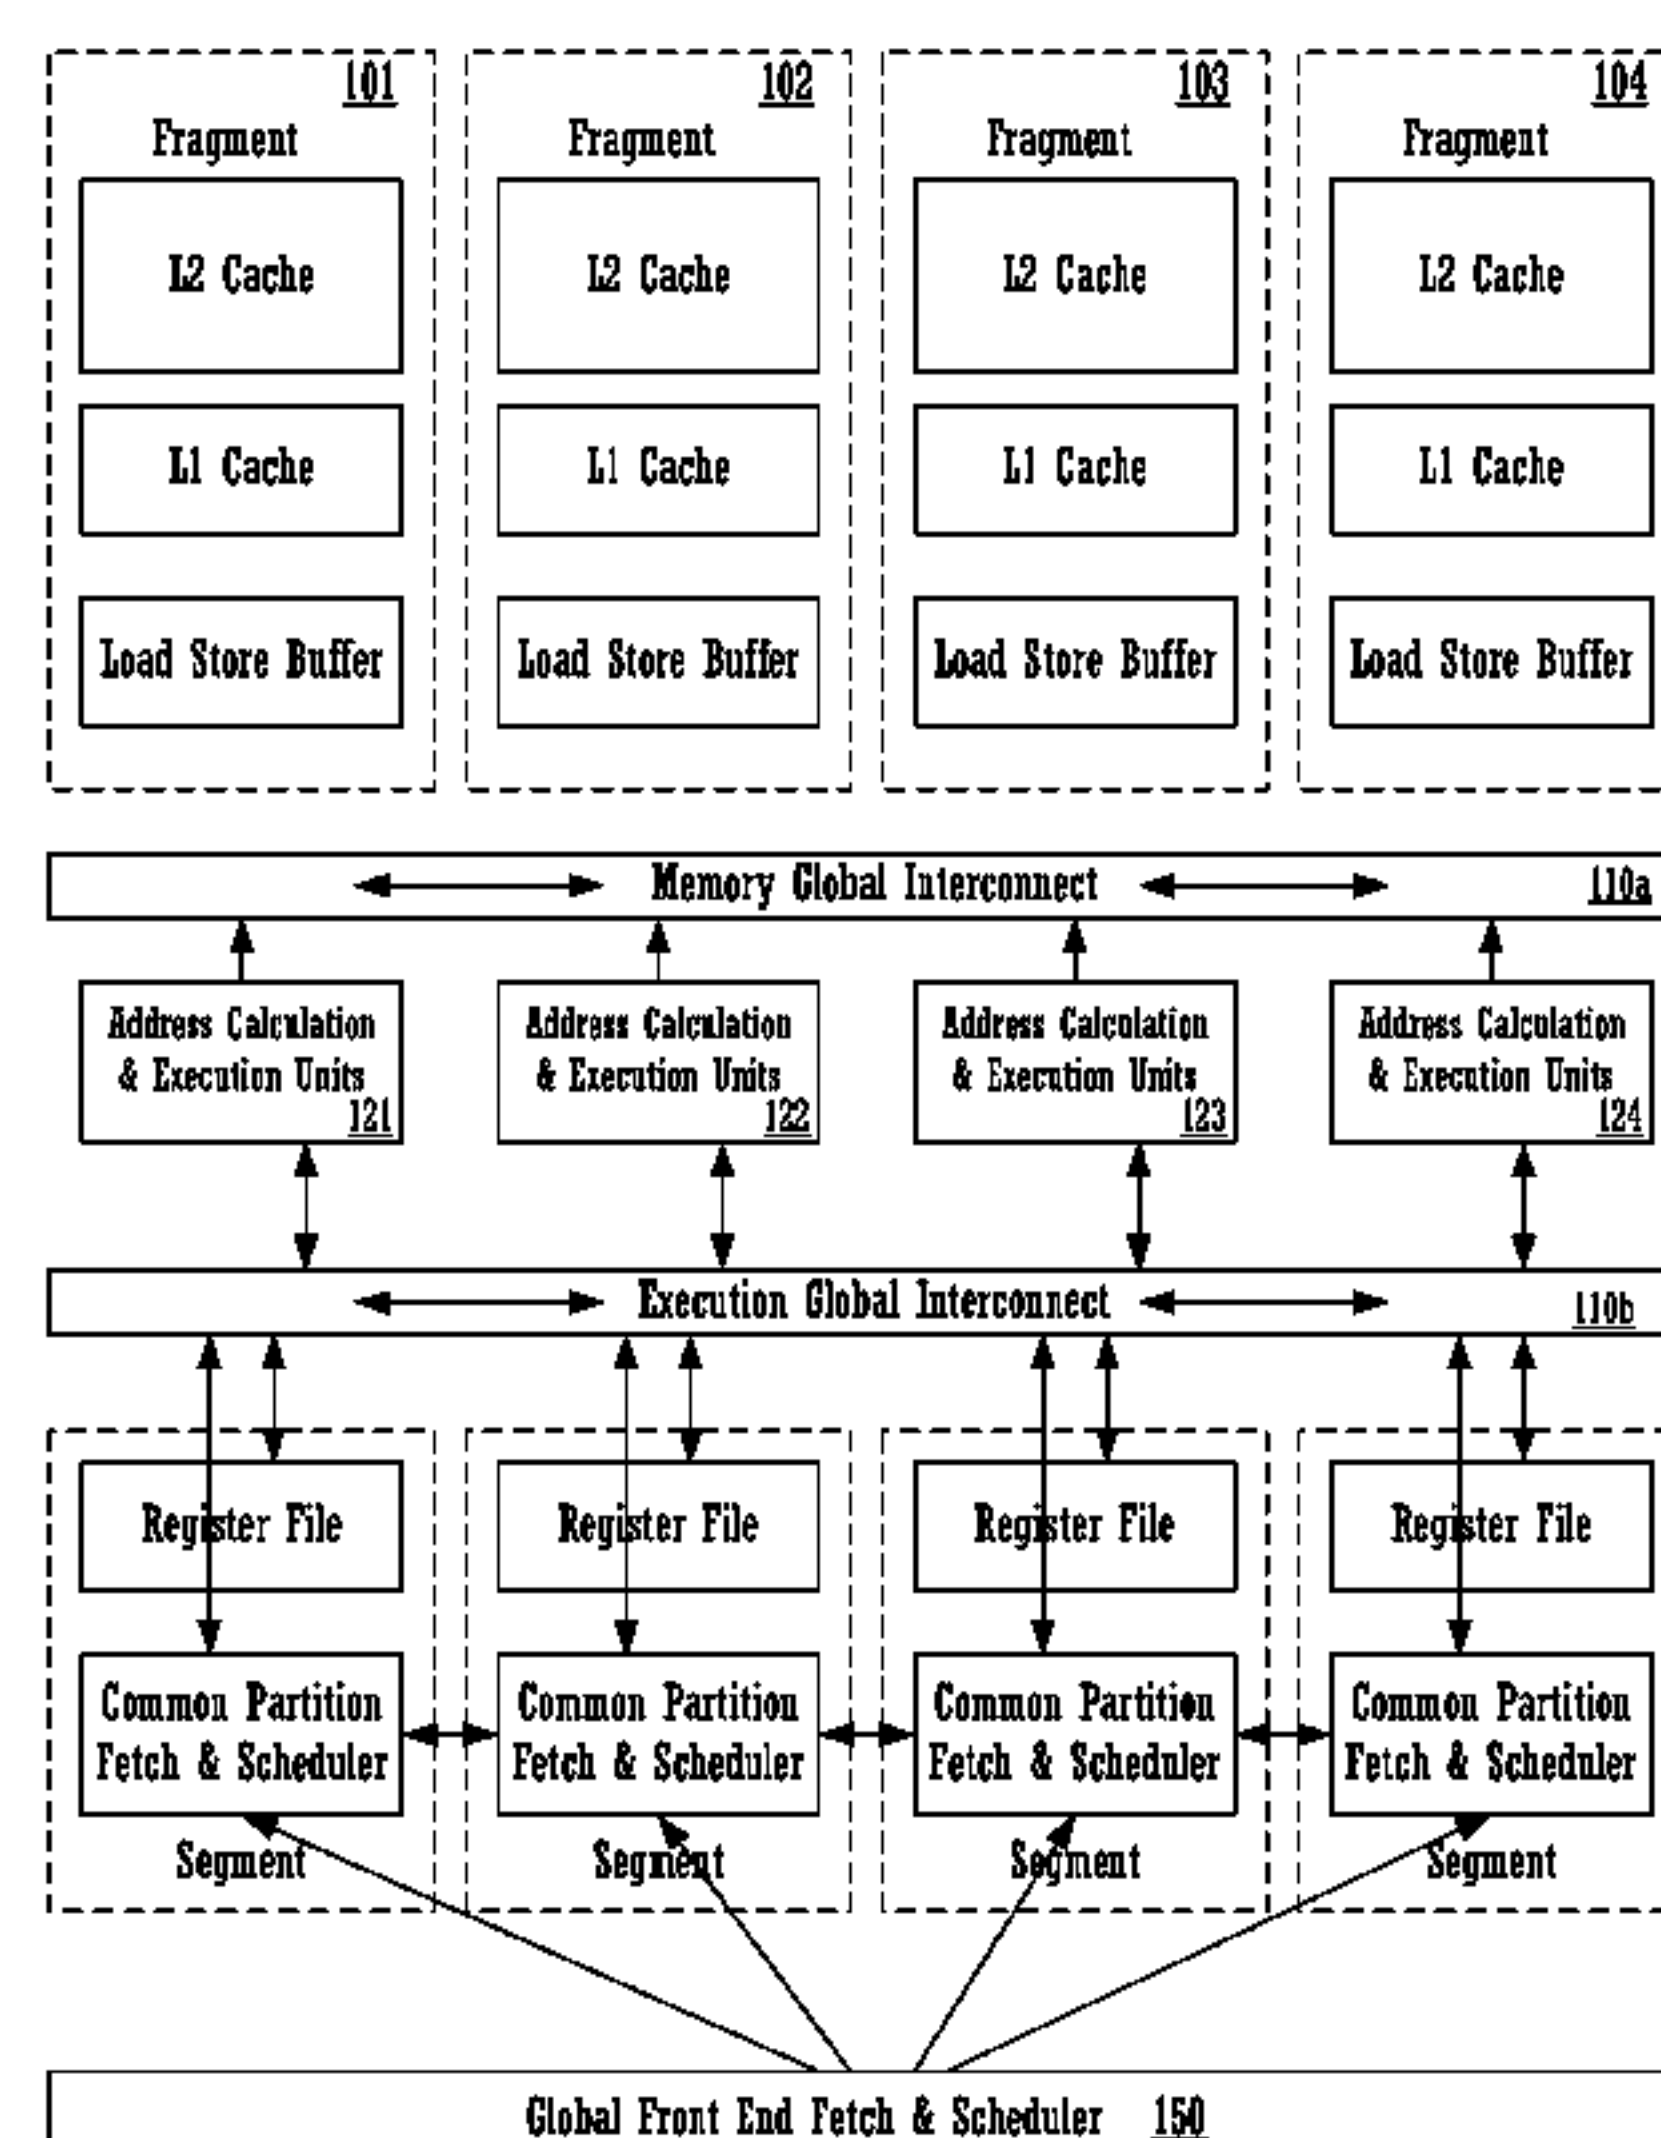 101 102 103 104
Fragment Fragment Fragment Fragment
L2 Cache L2 Cache L2 Cache L2 Cache
L1 Cache L1 Cache L1 Cache L1 Cache
Load Store Buffer Load Store Buffer Load Store Buffer Load Store Buffer
Memory Global Interconnect 110a
Address Calculation Address Calculation Address Calculation Address Calculation
& Execution Units & Execution Units & Execution Units & Execution Units
121 122 123 124
Execution Global Interconnect 110b
Register File Register File Register File Register File
Common Partition Common Partition Common Partition Common Partition
Fetch & Scheduler Fetch & Scheduler Fetch & Scheduler Fetch & Scheduler
Segment Segment Segment Segment
Global Front End Fetch & Scheduler 150